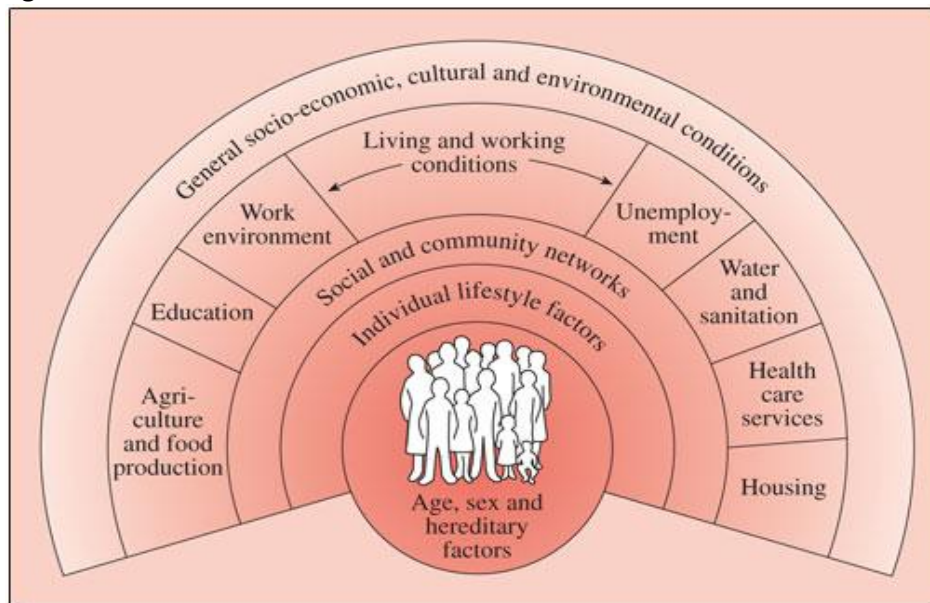 General socio-economic, cultural and environmental conditions
Living and working
conditions
Work
environment
Unemploy-
ment
Education
Water
and
sanitation
Social and community networks
Individual lifestyle factors
Agri-
culture
and food
production
Health
care
services
Housing
Age, sex and
hereditary
factors